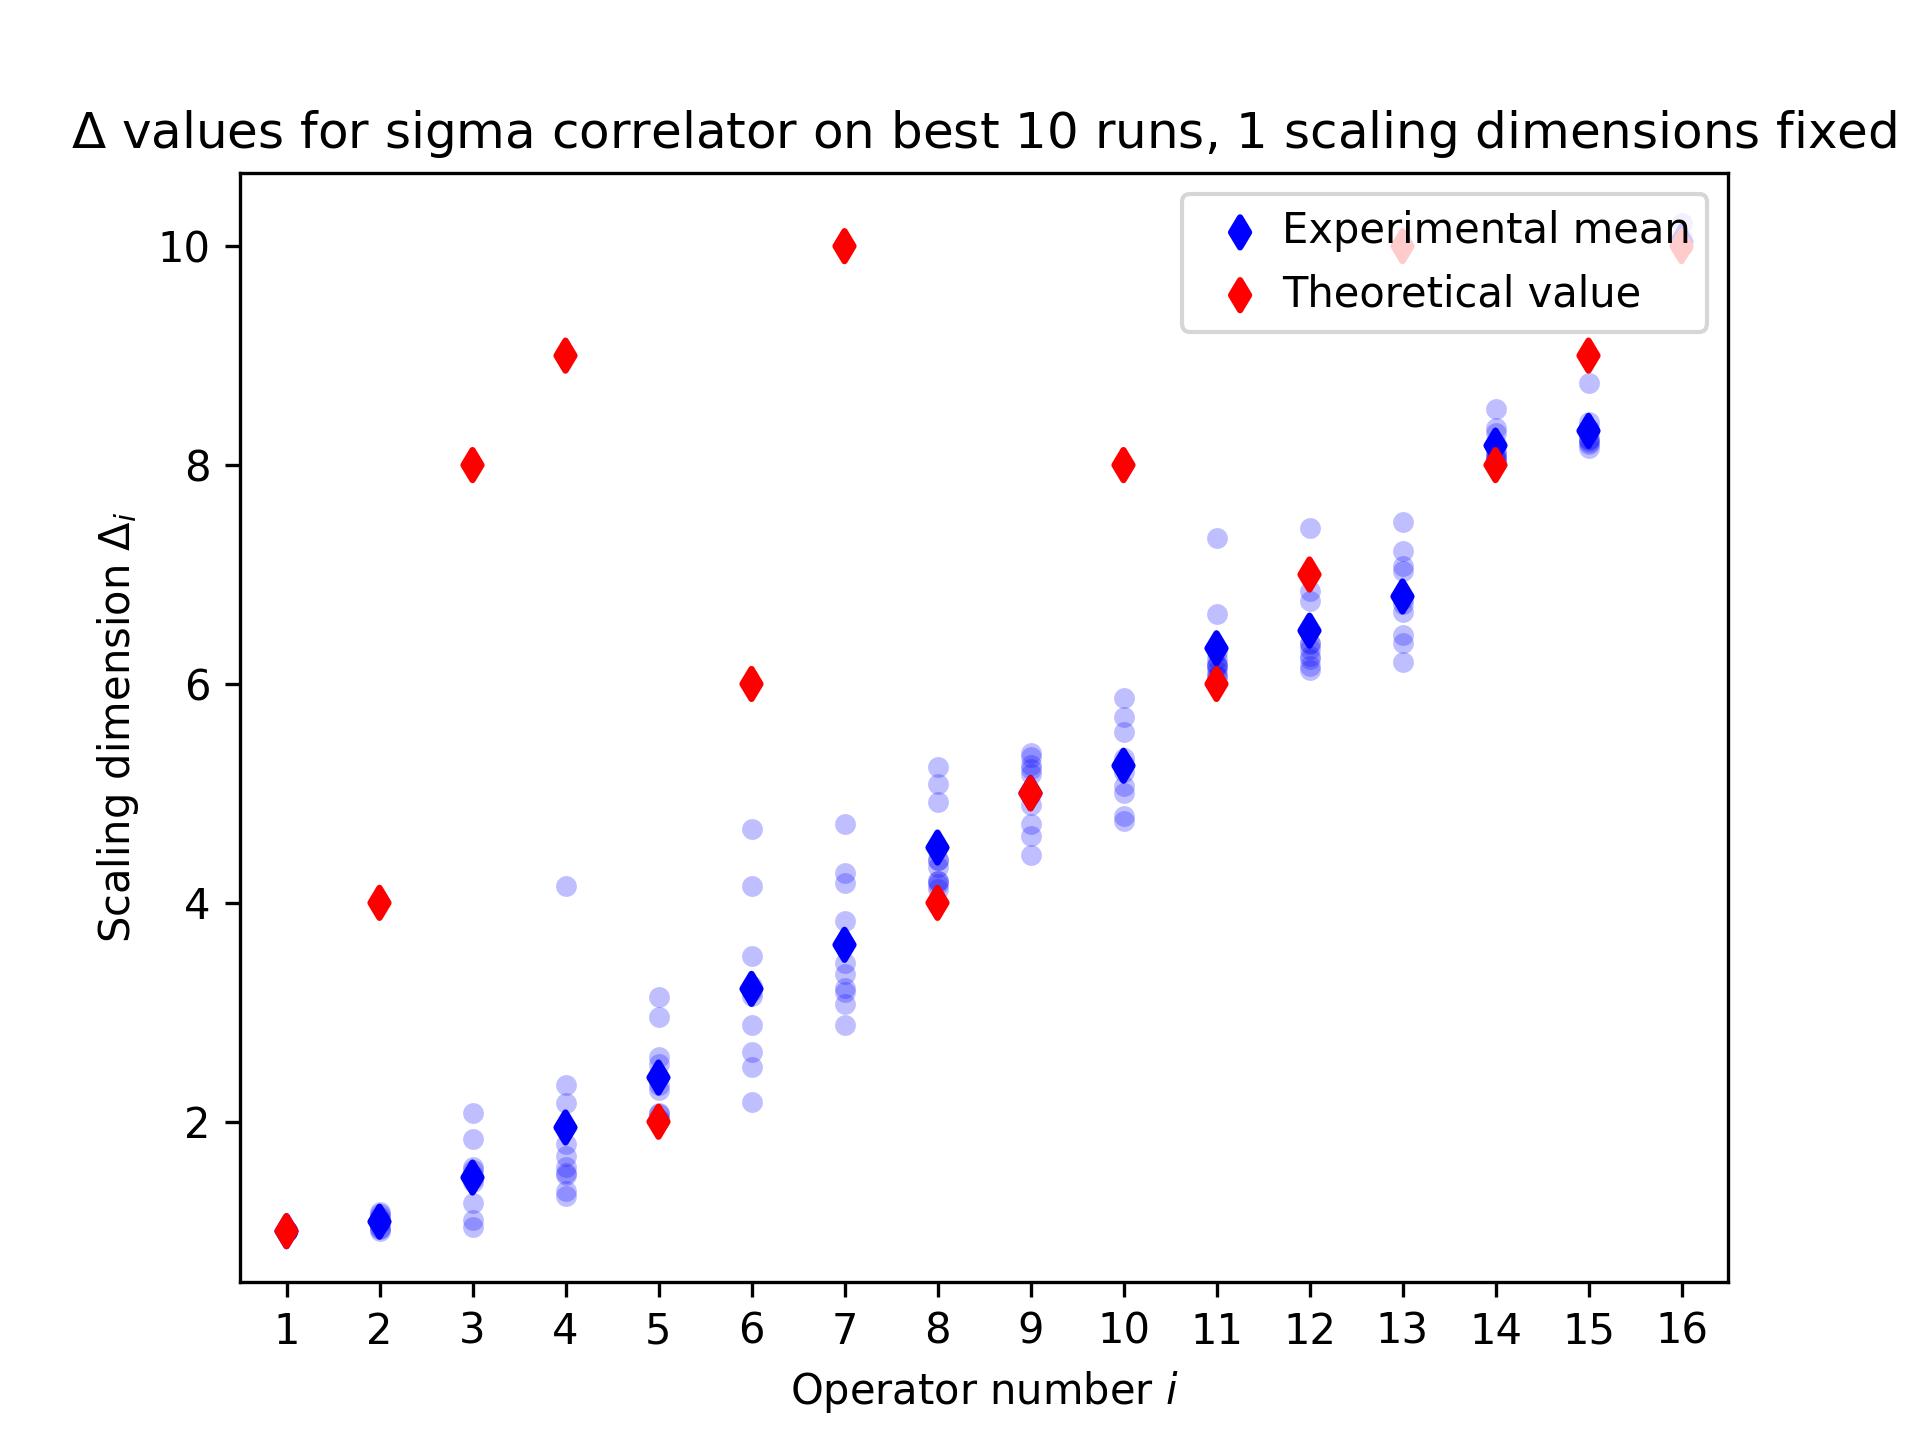 Δ values for sigma correlator on best 10 runs, 1 scaling dimensions fixed
Experimental mean
Theoretical value
10
8
6
4
2
Scaling dimension Δᵢ
1 2 3 4 5 6 7 8 9 10 11 12 13 14 15 16
Operator number i